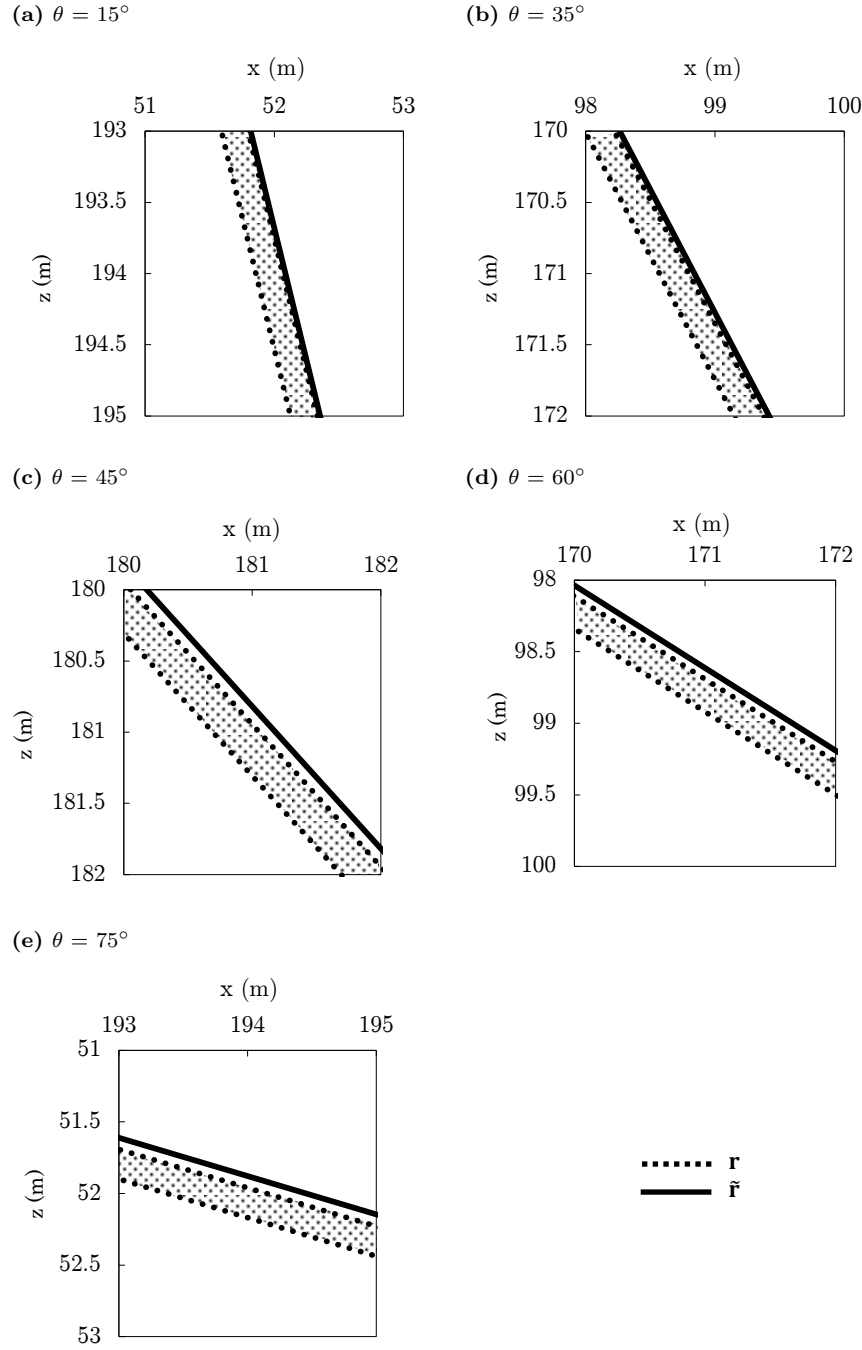 (a) θ = 15°
(b) θ = 35°
x (m)
x (m)
51 52 53
98 99 100
193
193.5
194
194.5
195
z (m)
170
170.5
171
171.5
172
z (m)
(c) θ = 45°
(d) θ = 60°
x (m)
x (m)
180 181 182
170 171 172
180
180.5
181
181.5
182
z (m)
98
98.5
99
99.5
100
z (m)
(e) θ = 75°
x (m)
193 194 195
51
51.5
52
52.5
53
z (m)
r
r̃